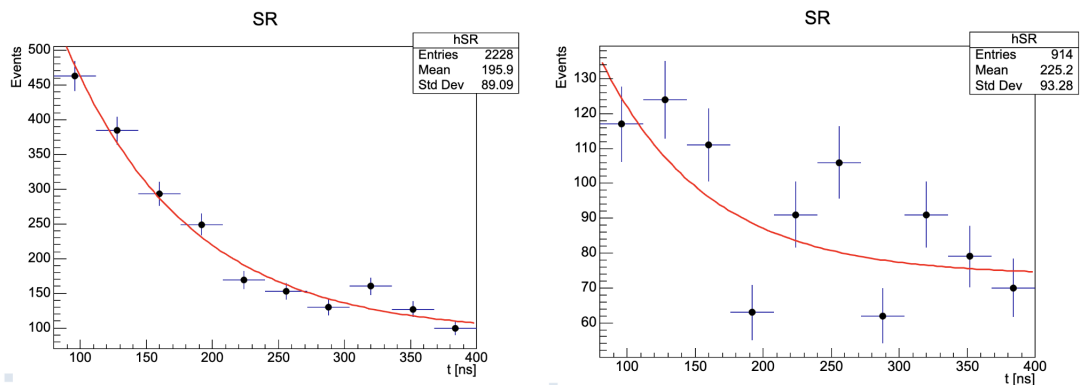 SR
hSR
Entries 2228
Mean 195.9
Std Dev 89.09
Events
500
450
400
350
300
250
200
150
100
100 150 200 250 300 350 400
t [ns]
SR
hSR
Entries 914
Mean 225.2
Std Dev 93.28
Events
130
120
110
100
90
80
70
60
100 150 200 250 300 350 400
t [ns]